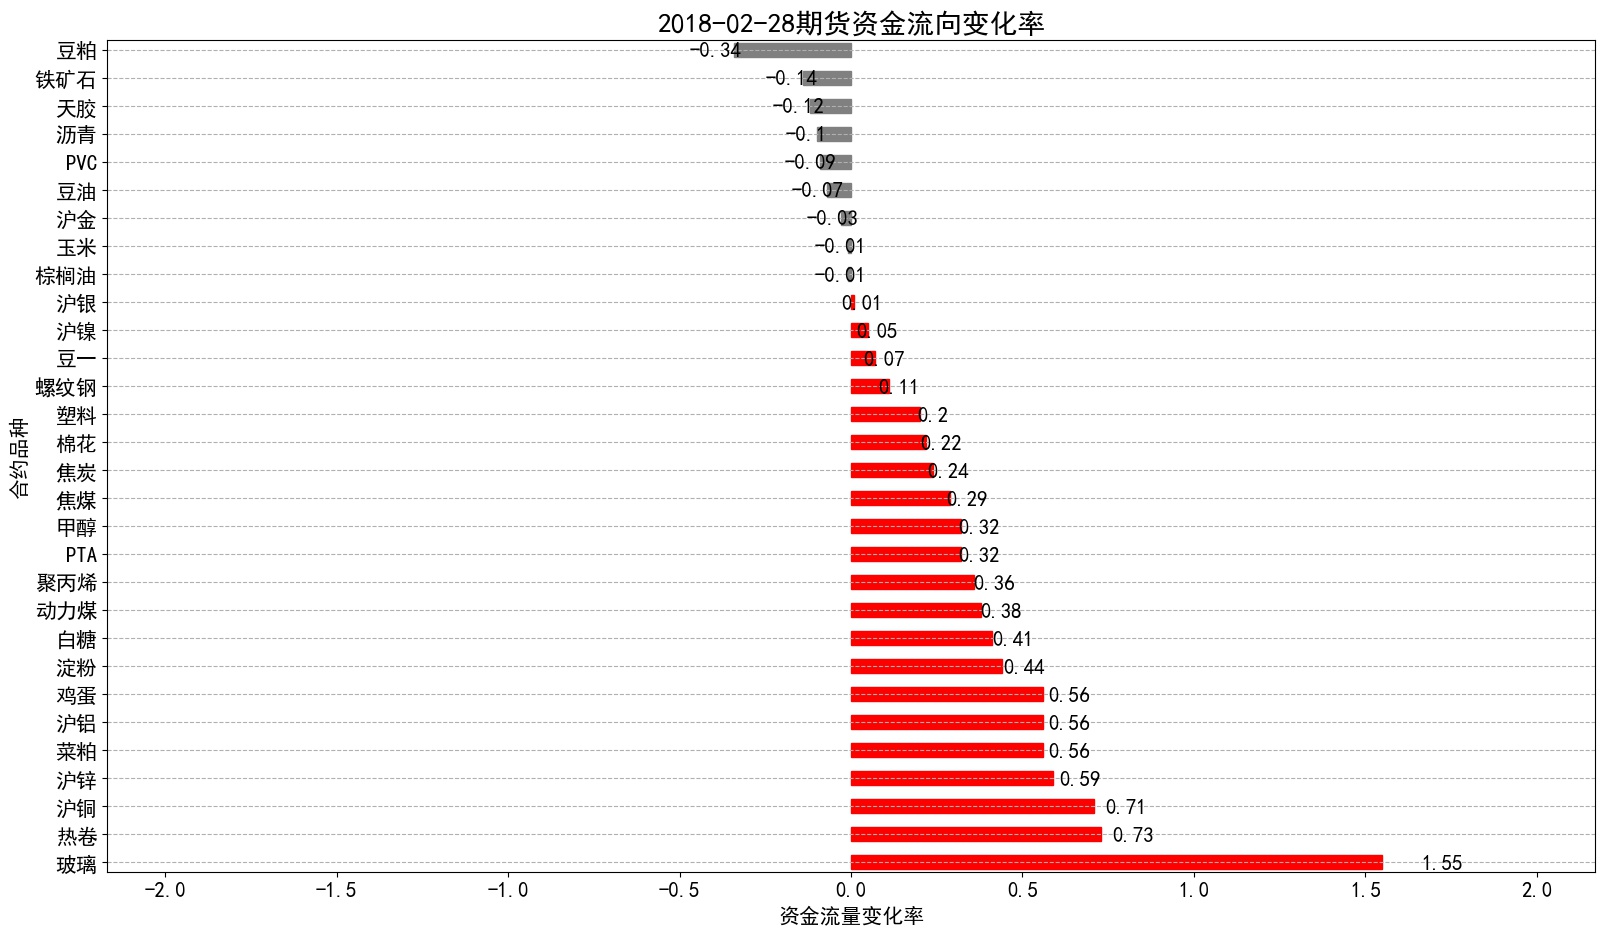 2018-02-28期货资金流向变化率
豆粕 -0.34
铁矿石 -0.14
天胶 -0.12
沥青 -0.1
PVC -0.09
豆油 -0.07
沪金 -0.03
玉米 -0.01
棕榈油 -0.01
沪银 0.01
沪镍 0.05
豆一 0.07
螺纹钢 0.11
塑料 0.2
棉花 0.22
焦炭 0.24
焦煤 0.29
甲醇 0.32
PTA 0.32
聚丙烯 0.36
动力煤 0.38
白糖 0.41
淀粉 0.44
鸡蛋 0.56
沪铝 0.56
菜粕 0.56
沪锌 0.59
沪铜 0.71
热卷 0.73
玻璃 1.55
合约品种
-2.0 -1.5 -1.0 -0.5 0.0 0.5 1.0 1.5 2.0
资金流量变化率